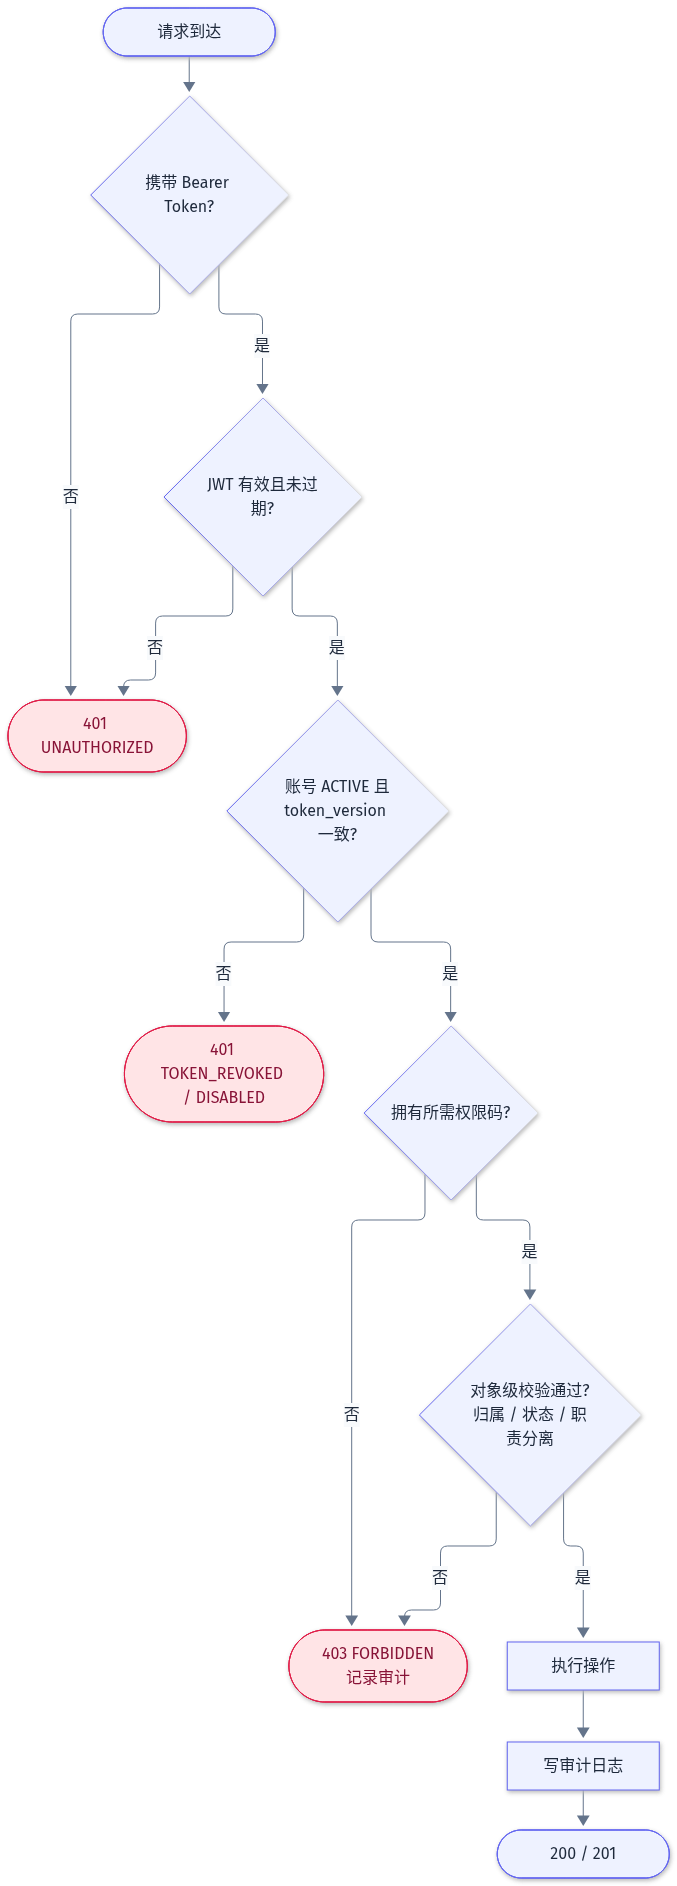 请求到达
携带 Bearer
Token?
是
否
JWT 有效且未过
期?
否
是
401
UNAUTHORIZED
账号 ACTIVE 且
token_version
一致?
否
是
401
TOKEN_REVOKED
/ DISABLED
拥有所需权限码?
是
否
对象级校验通过?
归属 / 状态 / 职
责分离
否
是
403 FORBIDDEN
记录审计
执行操作
写审计日志
200 / 201